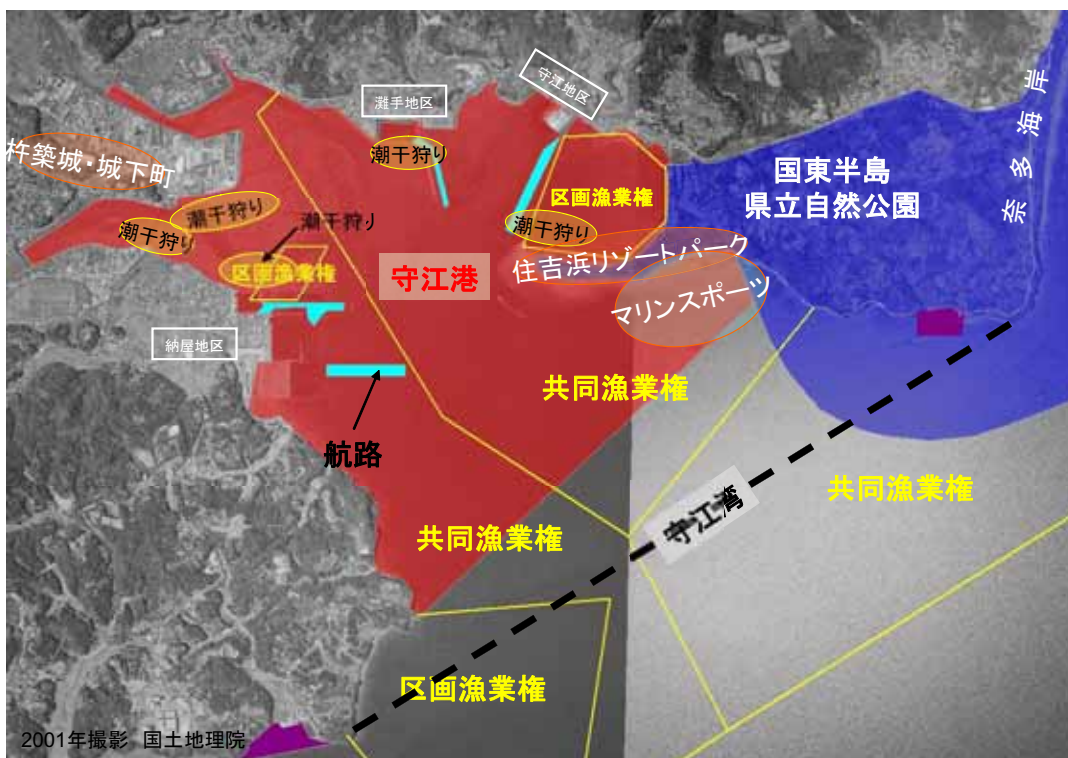 守江地区
灘手地区
奈多海岸
潮干狩り
杵築城・城下町
国東半島
県立自然公園
区画漁業権
潮干狩り
潮干狩り
潮干狩り
潮干狩り
住吉浜リゾートパーク
区画漁業権
守江港
マリンスポーツ
納屋地区
共同漁業権
航路
共同漁業権
守江湾
共同漁業権
区画漁業権
2001年撮影　国土地理院